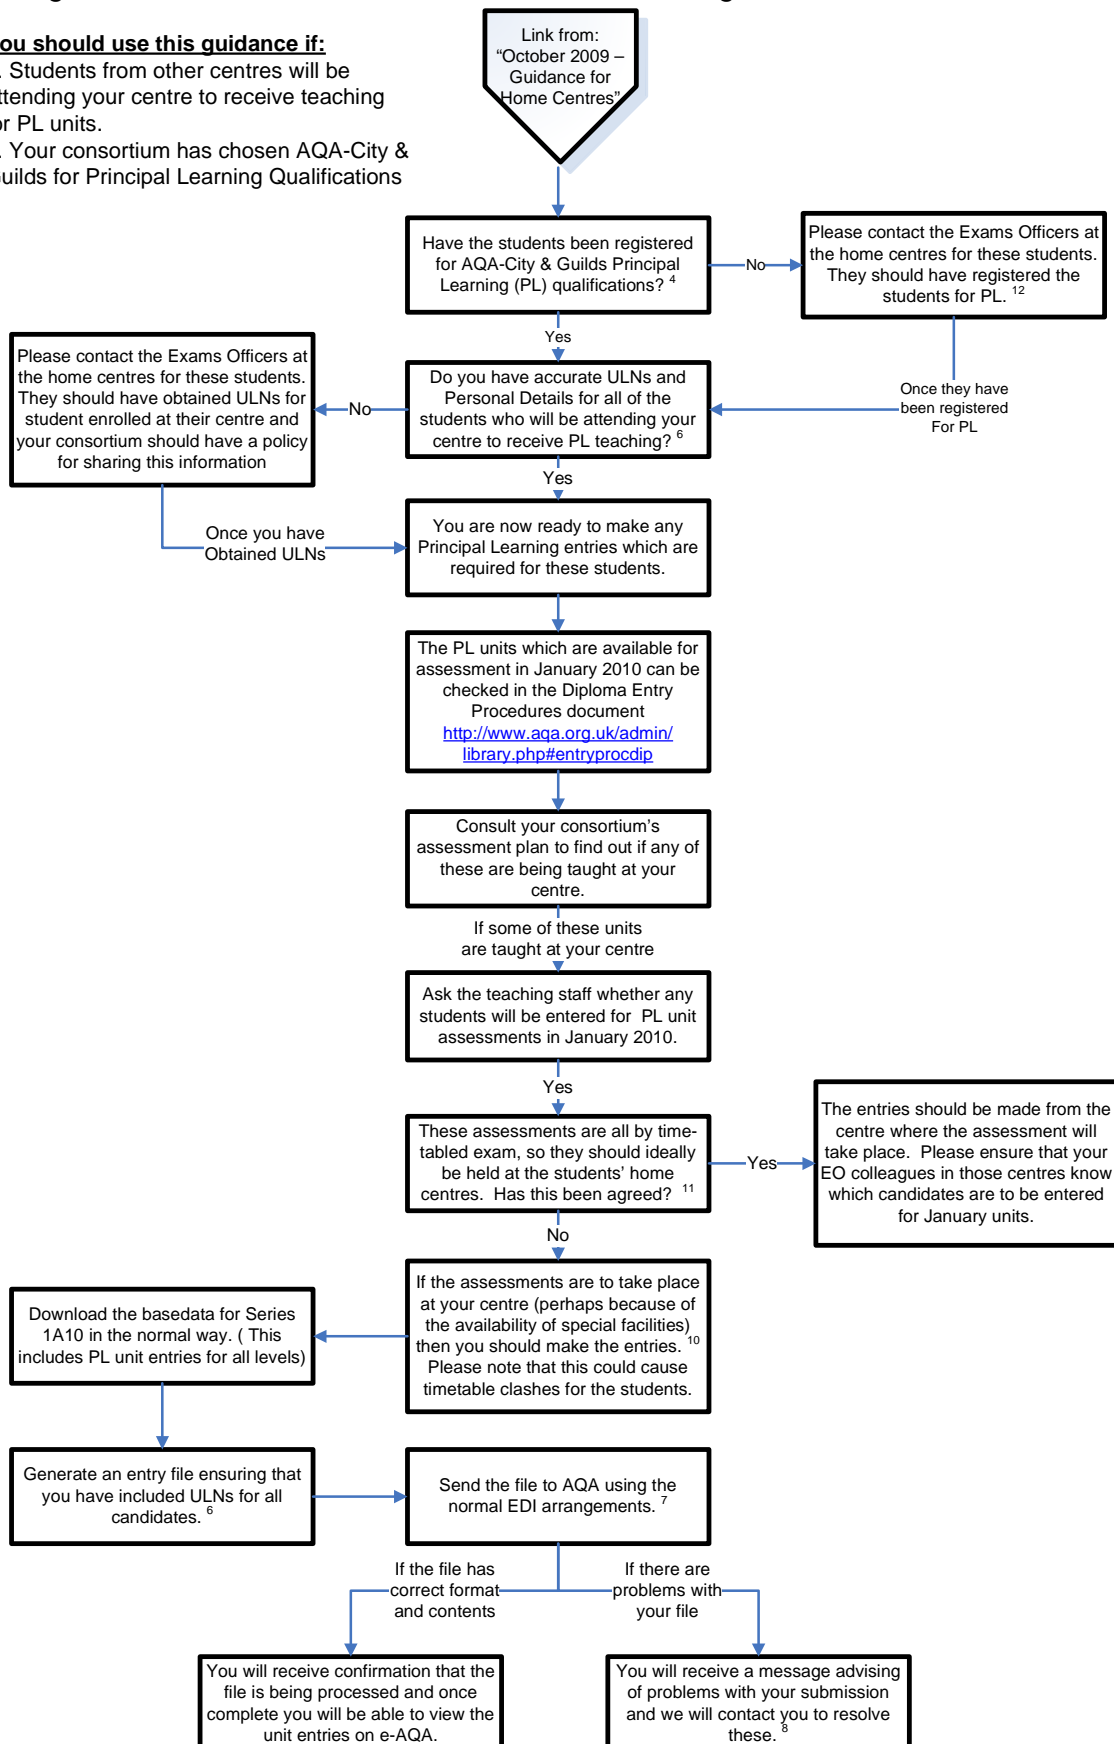 ou should use this guidance if:
. Students from other centres will be
ttending your centre to receive teaching
or PL units.
. Your consortium has chosen AQA-City &
Guilds for Principal Learning Qualifications
Link from:
“October 2009 –
Guidance for
Home Centres”
Have the students been registered
for AQA-City & Guilds Principal
Learning (PL) qualifications? 4
No
Please contact the Exams Officers at
the home centres for these students.
They should have registered the
students for PL. 12
Yes
Once they have
been registered
For PL
Please contact the Exams Officers at
the home centres for these students.
They should have obtained ULNs for
student enrolled at their centre and
your consortium should have a policy
for sharing this information
No
Do you have accurate ULNs and
Personal Details for all of the
students who will be attending your
centre to receive PL teaching? 6
Yes
Once you have
Obtained ULNs
You are now ready to make any
Principal Learning entries which are
required for these students.
The PL units which are available for
assessment in January 2010 can be
checked in the Diploma Entry
Procedures document
http://www.aqa.org.uk/admin/
library.php#entryprocdip
Consult your consortium’s
assessment plan to find out if any of
these are being taught at your
centre.
If some of these units
are taught at your centre
Ask the teaching staff whether any
students will be entered for  PL unit
assessments in January 2010.
Yes
These assessments are all by time-
tabled exam, so they should ideally
be held at the students’ home
centres.  Has this been agreed? 11
Yes
The entries should be made from the
centre where the assessment will
take place.  Please ensure that your
EO colleagues in those centres know
which candidates are to be entered
for January units.
No
If the assessments are to take place
at your centre (perhaps because of
the availability of special facilities)
then you should make the entries. 10
Please note that this could cause
timetable clashes for the students.
Download the basedata for Series
1A10 in the normal way. ( This
includes PL unit entries for all levels)
Generate an entry file ensuring that
you have included ULNs for all
candidates. 6
Send the file to AQA using the
normal EDI arrangements. 7
If the file has
correct format
and contents
If there are
problems with
your file
You will receive confirmation that the
file is being processed and once
complete you will be able to view the
unit entries on e-AQA.
You will receive a message advising
of problems with your submission
and we will contact you to resolve
these. 8